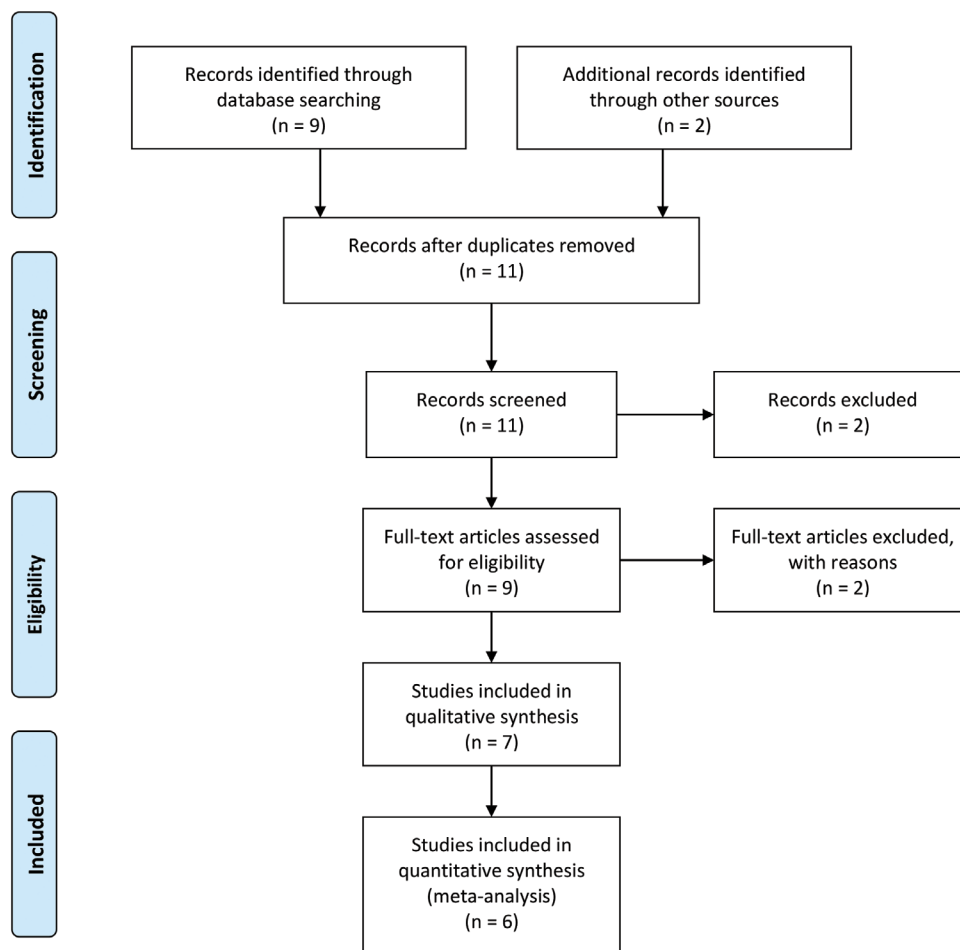 Identification
Records identified through
database searching
(n = 9)
Additional records identified
through other sources
(n = 2)
Records after duplicates removed
(n = 11)
Screening
Records screened
(n = 11)
Records excluded
(n = 2)
Eligibility
Full-text articles assessed
for eligibility
(n = 9)
Full-text articles excluded,
with reasons
(n = 2)
Studies included in
qualitative synthesis
(n = 7)
Included
Studies included in
quantitative synthesis
(meta-analysis)
(n = 6)